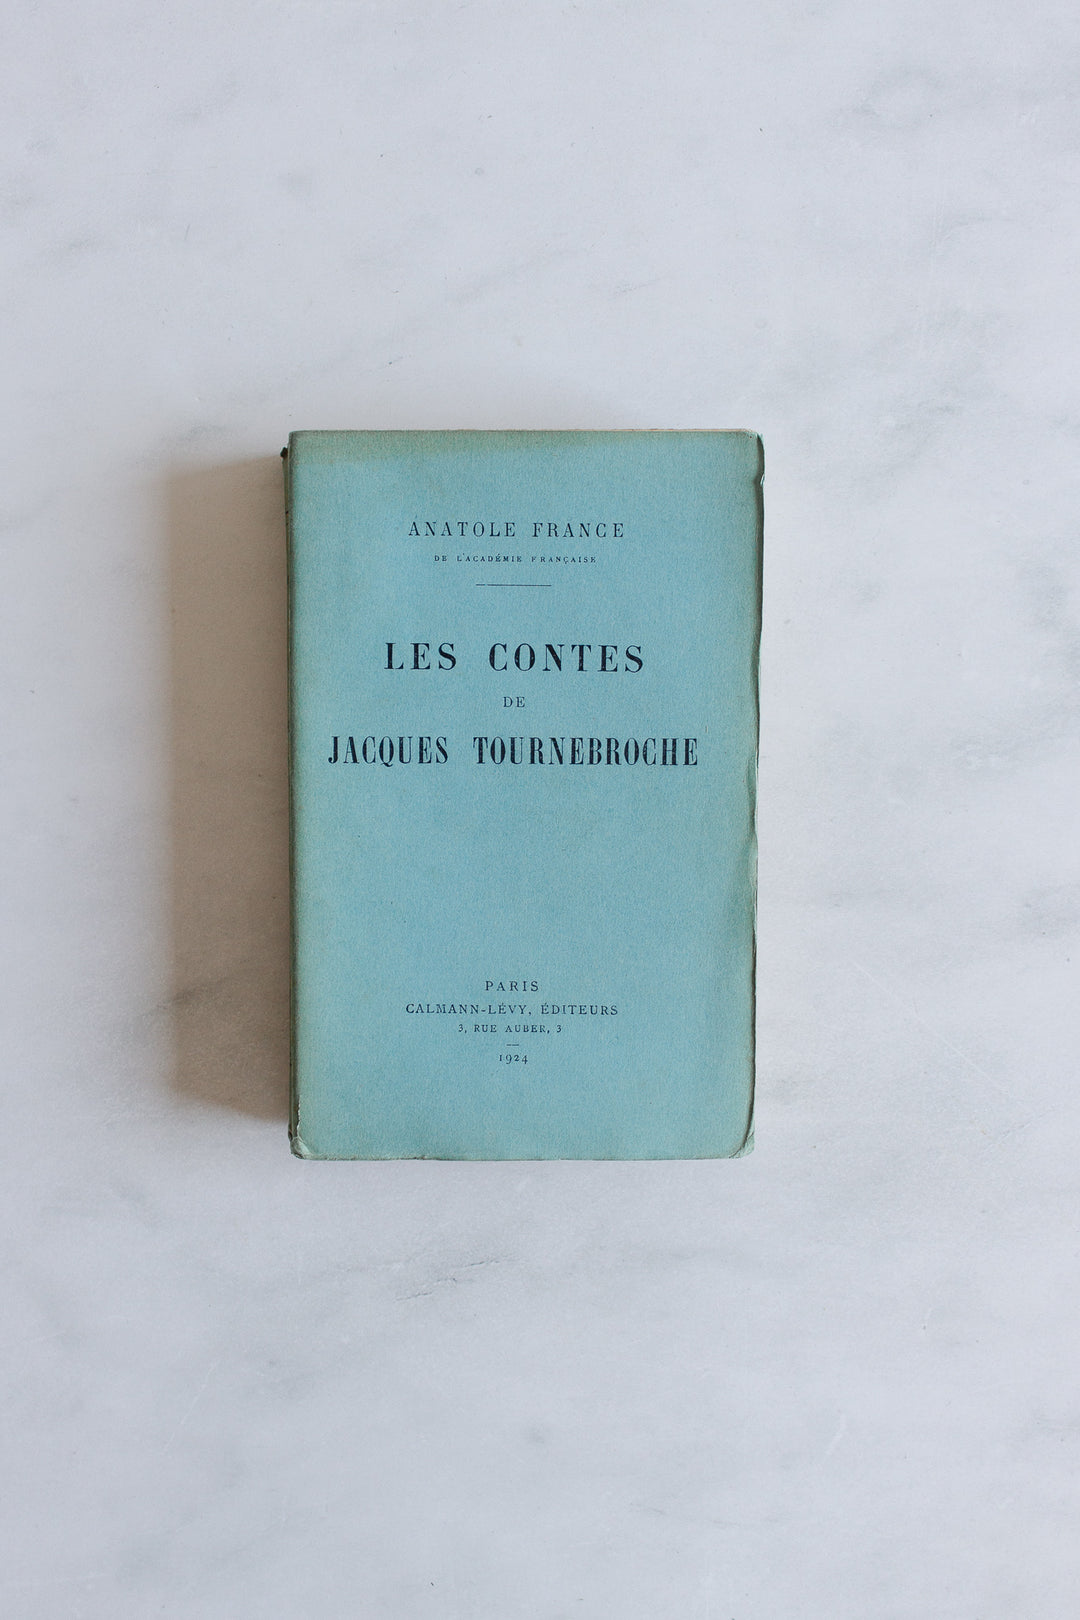 ANATOLE FRANCE
DE L'ACADÉMIE FRANÇAISE
LES CONTES
DE
JACQUES TOURNEBROCHE
PARIS
CALMANN-LÉVY, ÉDITEURS
3, RUE AUBER, 3
1924